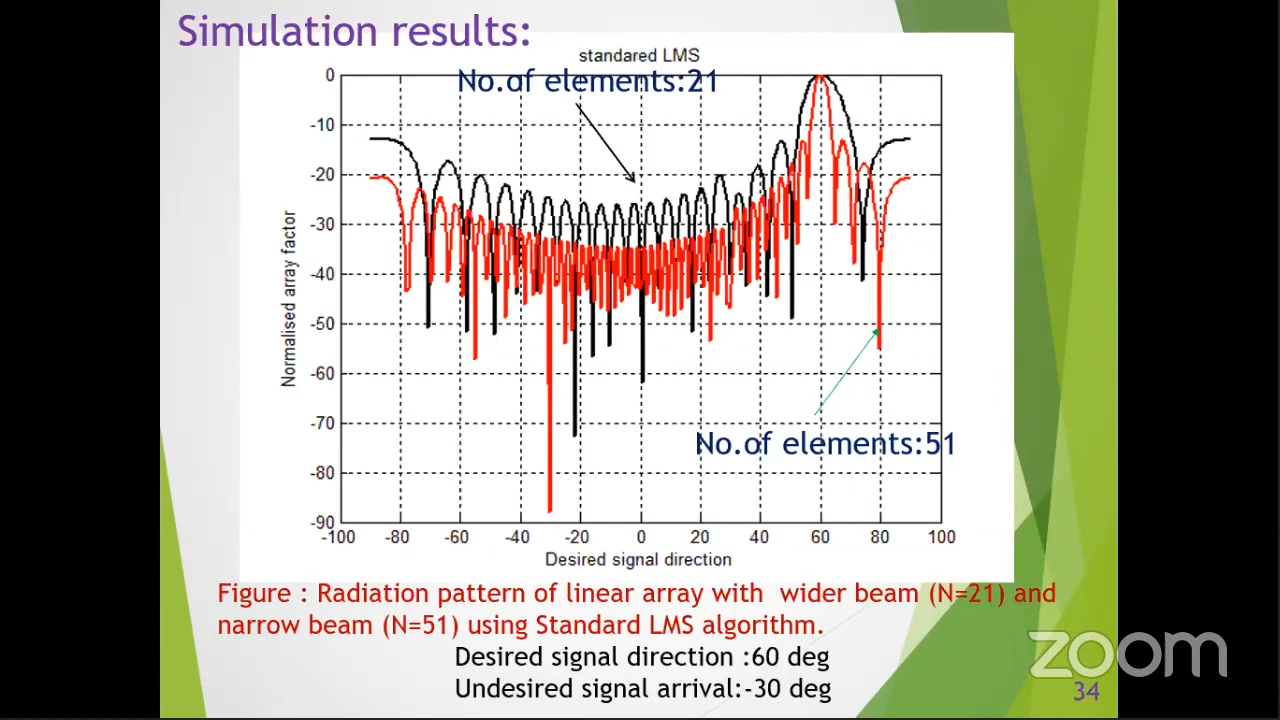 Simulation results:
standared LMS
No.of elements:21
0
-10
-20
-30
-40
-50
-60
-70
-80
-90
Normalised array factor
No.of elements:51
-100 -80 -60 -40 -20 0 20 40 60 80 100
Desired signal direction
Figure : Radiation pattern of linear array with wider beam (N=21) and
narrow beam (N=51) using Standard LMS algorithm.
Desired signal direction :60 deg
Undesired signal arrival:-30 deg
zoom
34